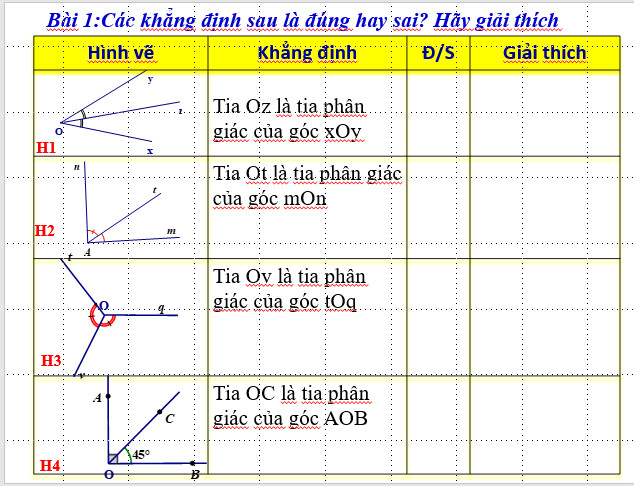 Bài 1:Các khẳng định sau là đúng hay sai? Hãy giải thích
Hình vẽ Khẳng định Đ/S Giải thích
y
O
x
H1
Tia Oz là tia phân
giác của góc xOy
n
t
m
A
H2
Tia Ot là tia phân giác
của góc mOn
t
O
q
v
H3
Tia Ov là tia phân
giác của góc tOq
A
C
45°
O
B
H4
Tia OC là tia phân
giác của góc AOB